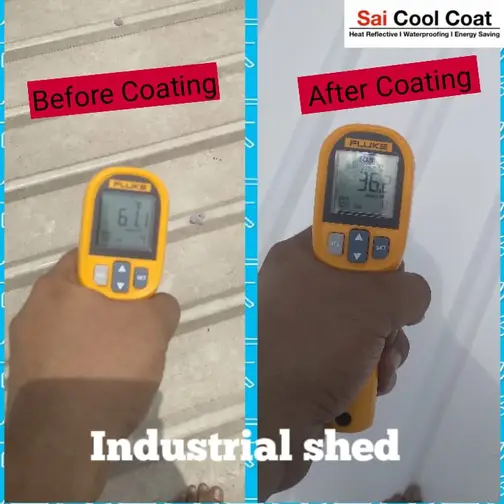 Sai Cool Coat
Heat Reflective I Waterproofing I Energy Saving
Before Coating
After Coating
FLUKE
61.1
SET
FLUKE
36.2
SET
Industrial shed